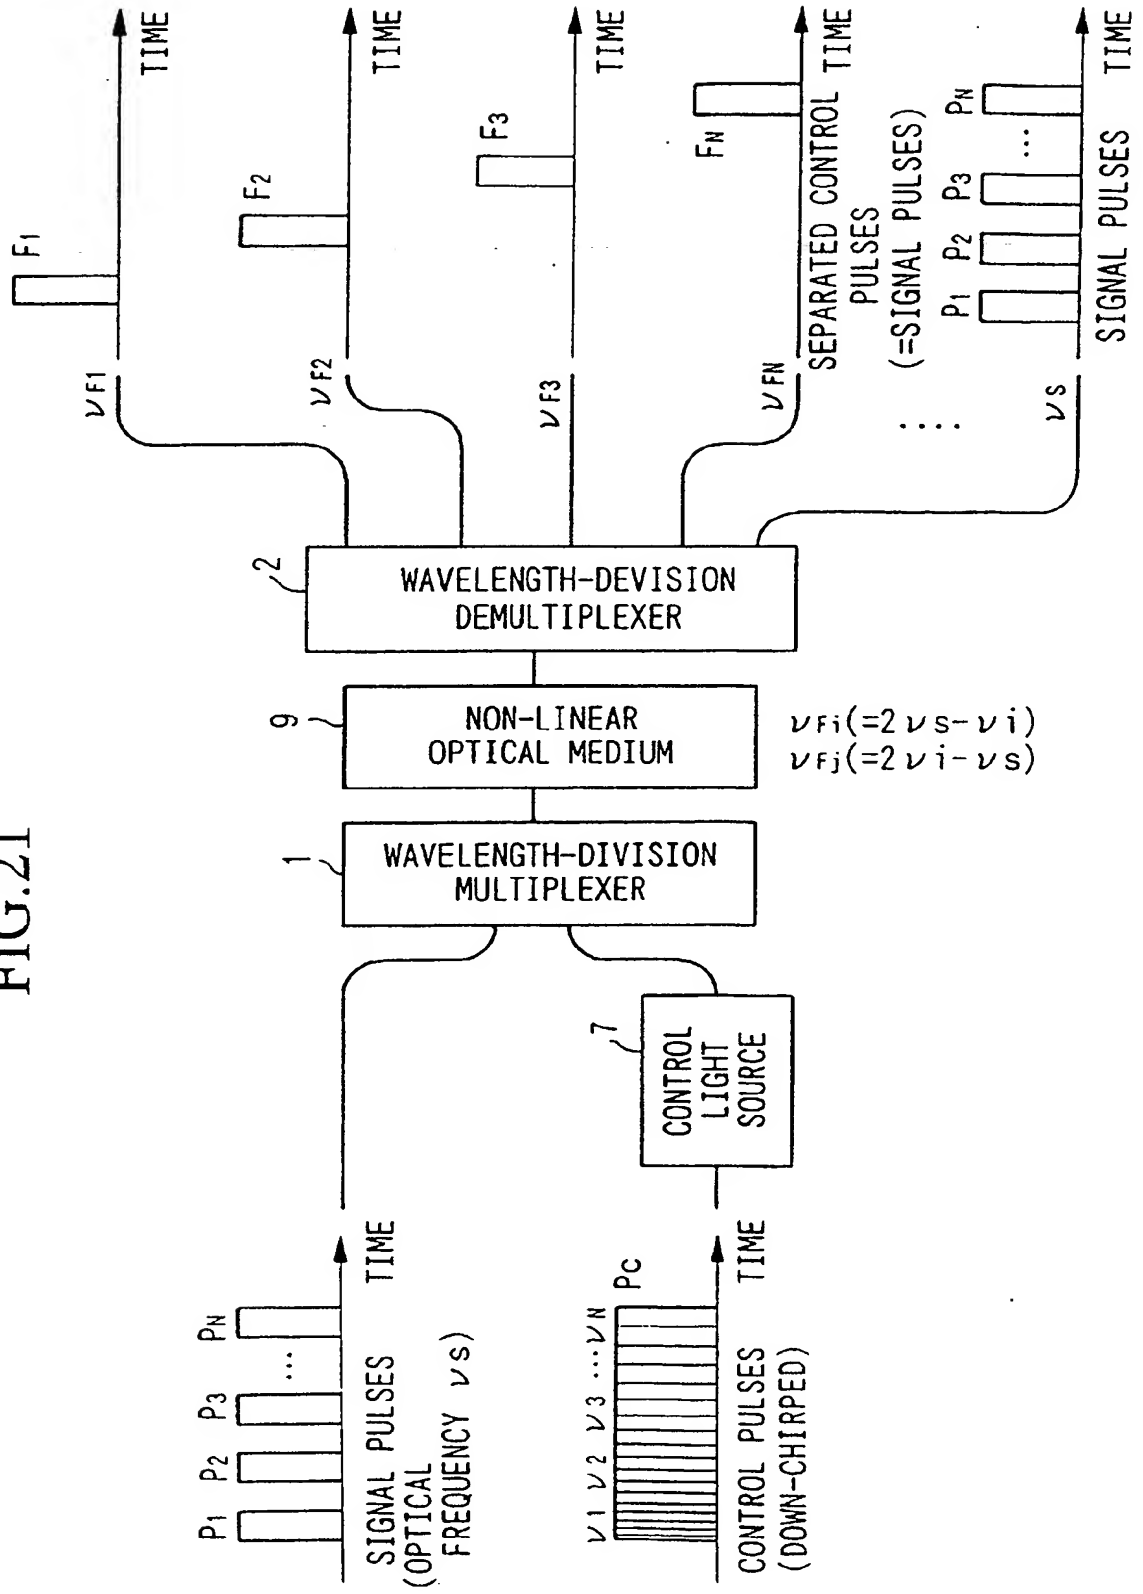 FIG.21
P1 P2 P3 ... PN
TIME
SIGNAL PULSES
(OPTICAL
FREQUENCY νs)
ν1 ν2 ν3 ...νN
Pc
TIME
CONTROL PULSES
(DOWN-CHIRPED)
7
CONTROL
LIGHT
SOURCE
1
WAVELENGTH-DIVISION
MULTIPLEXER
9
NON-LINEAR
OPTICAL MEDIUM
νFi(=2νs-νi)
νFj(=2νi-νs)
2
WAVELENGTH-DEVISION
DEMULTIPLEXER
νF1
F1
TIME
νF2
F2
TIME
νF3
F3
TIME
νFN
FN
TIME
SEPARATED CONTROL
PULSES
(=SIGNAL PULSES)
....
νs
P1 P2 P3 ... PN
TIME
SIGNAL PULSES